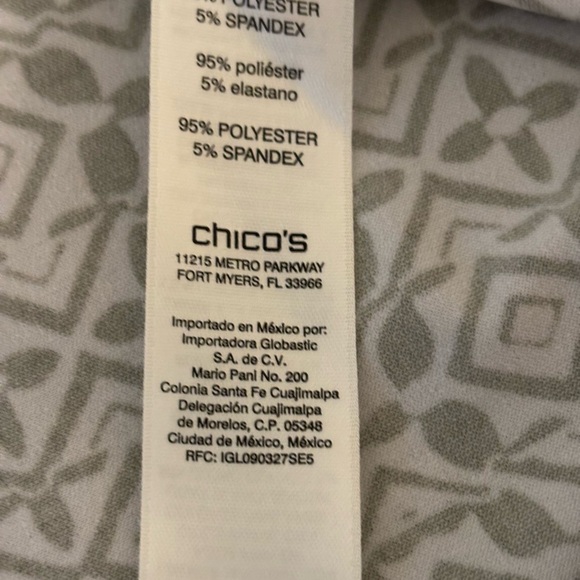 POLYESTER
5% SPANDEX
95% poliéster
5% elastano
95% POLYESTER
5% SPANDEX
chico's
11215 METRO PARKWAY
FORT MYERS, FL 33966
Importado en México por:
Importadora Globastic
S.A. de C.V.
Mario Pani No. 200
Colonia Santa Fe Cuajimalpa
Delegación Cuajimalpa
de Morelos, C.P. 05348
Ciudad de México, México
RFC: IGL090327SE5